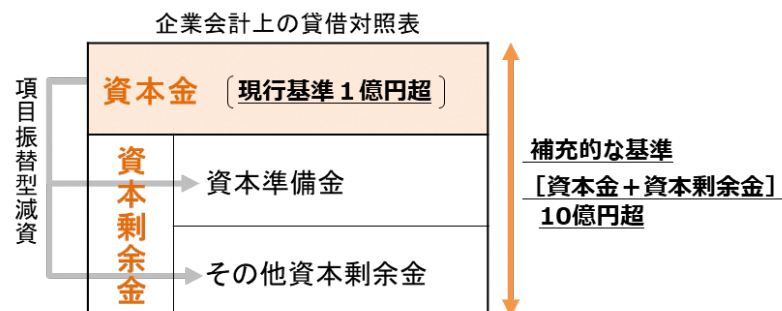 企業会計上の貸借対照表
項目振替型減資
資本金
〔現行基準１億円超〕
資本剰余金
資本準備金
その他資本剰余金
補充的な基準
［資本金＋資本剰余金］
10億円超